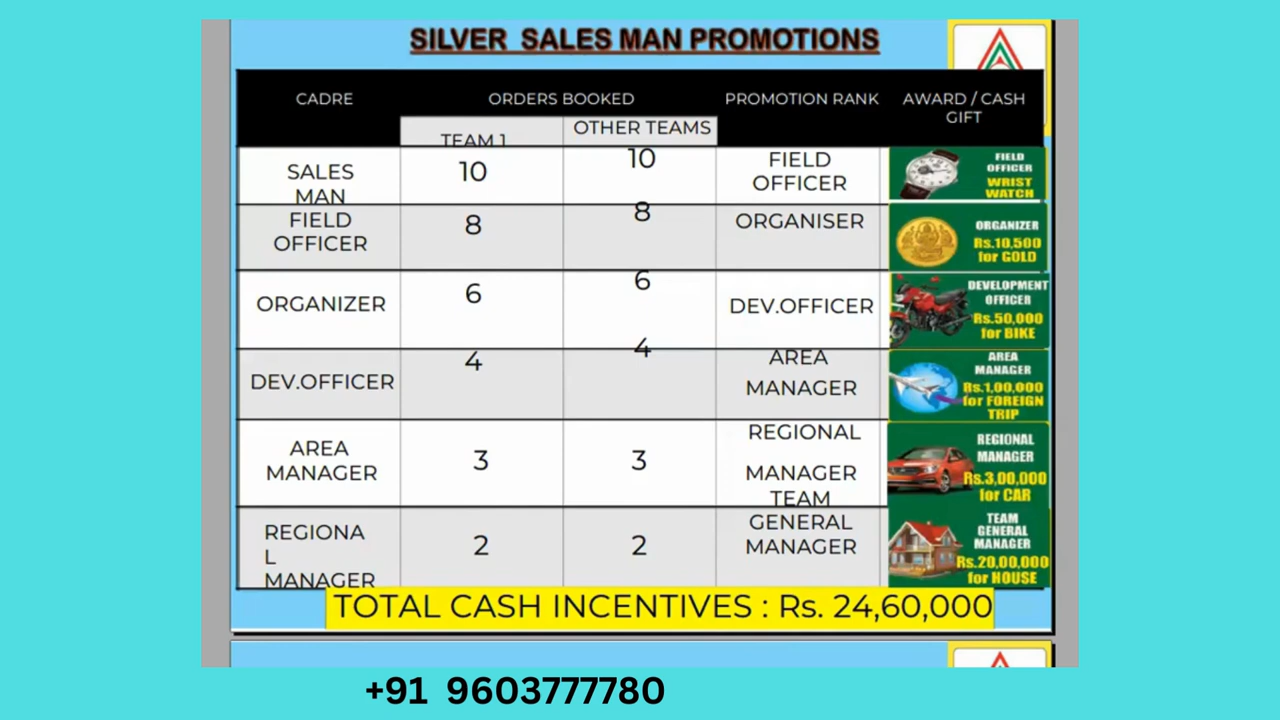 SILVER SALES MAN PROMOTIONS
CADRE
ORDERS BOOKED
PROMOTION RANK
AWARD / CASH
GIFT
TEAM 1
OTHER TEAMS
SALES
MAN
10
10
FIELD
OFFICER
FIELD
OFFICER
WRIST
WATCH
FIELD
OFFICER
8
8
ORGANISER
ORGANIZER
Rs.10,500
for GOLD
ORGANIZER
6
6
DEV.OFFICER
DEVELOPMENT
OFFICER
Rs.50,000
for BIKE
DEV.OFFICER
4
4
AREA
MANAGER
AREA
MANAGER
Rs.1,00,000
for FOREIGN
TRIP
AREA
MANAGER
3
3
REGIONAL
MANAGER
TEAM
REGIONAL
MANAGER
Rs.3,00,000
for CAR
REGIONA
L
MANAGER
2
2
GENERAL
MANAGER
TEAM
GENERAL
MANAGER
Rs.20,00,000
for HOUSE
TOTAL CASH INCENTIVES : Rs. 24,60,000
+91 9603777780